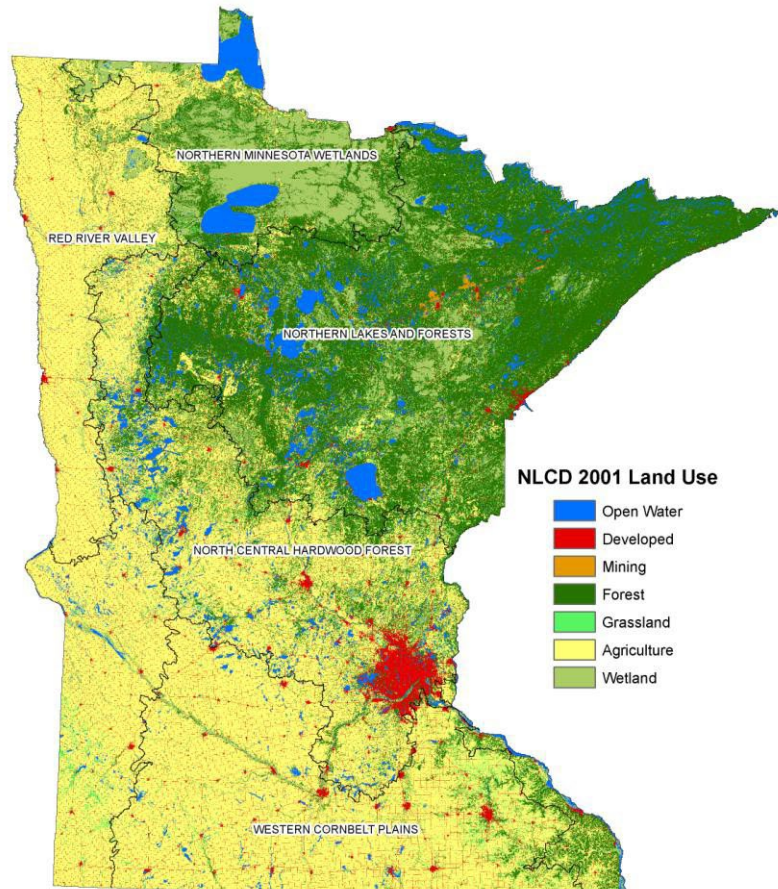 NORTHERN MINNESOTA WETLANDS
RED RIVER VALLEY
NORTHERN LAKES AND FORESTS
NLCD 2001 Land Use
Open Water
Developed
Mining
Forest
Grassland
Agriculture
Wetland
NORTH CENTRAL HARDWOOD FOREST
WESTERN CORNBELT PLAINS